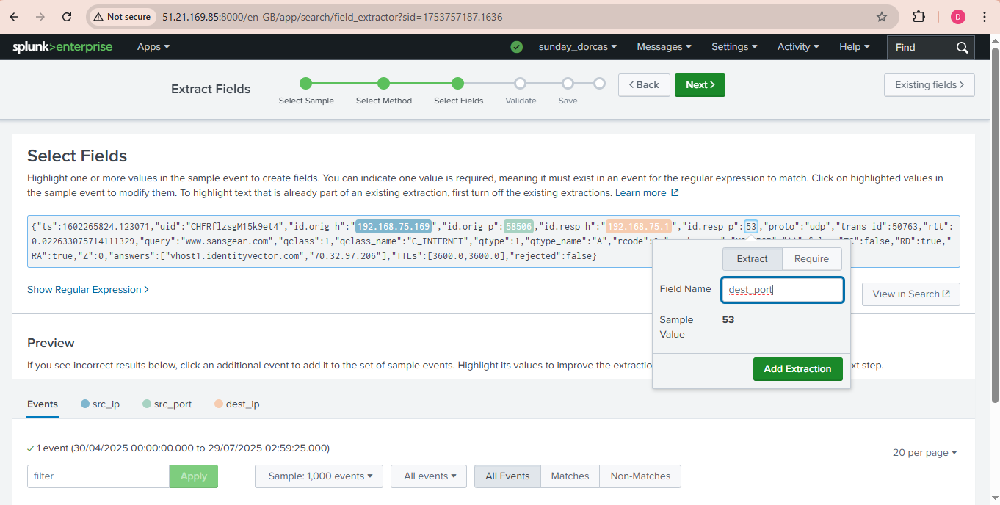 Not secure 51.21.169.85:8000/en-GB/app/search/field_extractor?sid=1753757187.1636 D
splunk>enterprise Apps sunday_dorcas Messages Settings Activity Help Find
Extract Fields Select Sample Select Method Select Fields Validate Save < Back Next > Existing fields >
Select Fields
Highlight one or more values in the sample event to create fields. You can indicate one value is required, meaning it must exist in an event for the regular expression to match. Click on highlighted values in
the sample event to modify them. To highlight text that is already part of an existing extraction, first turn off the existing extractions. Learn more
{"ts":1602265824.123071,"uid":"CHFRflzsgM15k9et4","id.orig_h":"192.168.75.169","id.orig_p":58506,"id.resp_h":"192.168.75.1","id.resp_p":53,"proto":"udp","trans_id":50763,"rtt":
0.022633075714111329,"query":"www.sansgear.com","qclass":1,"qclass_name":"C_INTERNET","qtype":1,"qtype_name":"A","rcode":0 TC":false,"RD":true,"
RA":true,"Z":0,"answers":["vhost1.identityvector.com","70.32.97.206"],"TTLs":[3600.0,3600.0],"rejected":false}
Extract Require
Show Regular Expression >
Field Name dest_port
View in Search
Sample Value 53
Preview
If you see incorrect results below, click an additional event to add it to the set of sample events. Highlight its values to improve the extractio xt step.
Add Extraction
Events src_ip src_port dest_ip
✓ 1 event (30/04/2025 00:00:00.000 to 29/07/2025 02:59:25.000)
20 per page
filter Apply Sample: 1,000 events All events All Events Matches Non-Matches